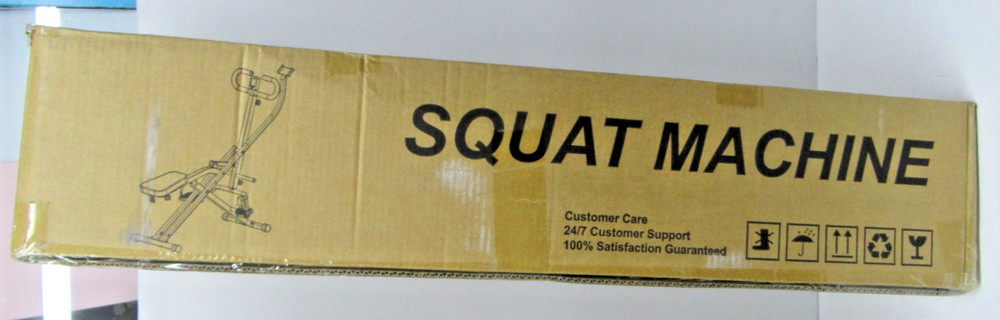 SQUAT MACHINE
Customer Care
24/7 Customer Support
100% Satisfaction Guaranteed